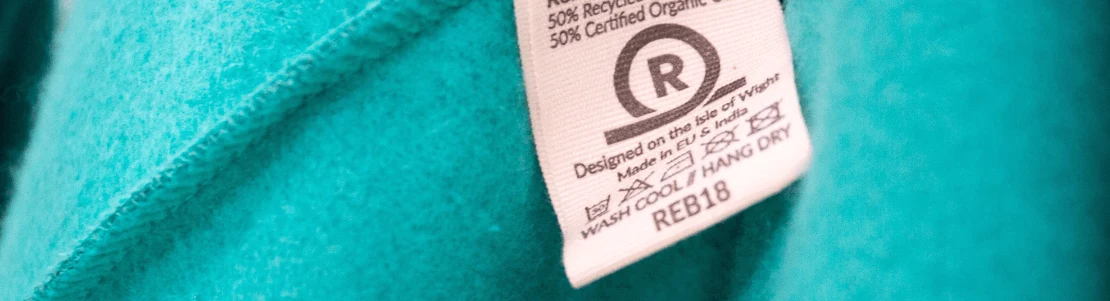 50% Recycled
50% Certified Organic
R
Designed on the Isle of Wight
Made in EU & India
30
WASH COOL // HANG DRY
REB18